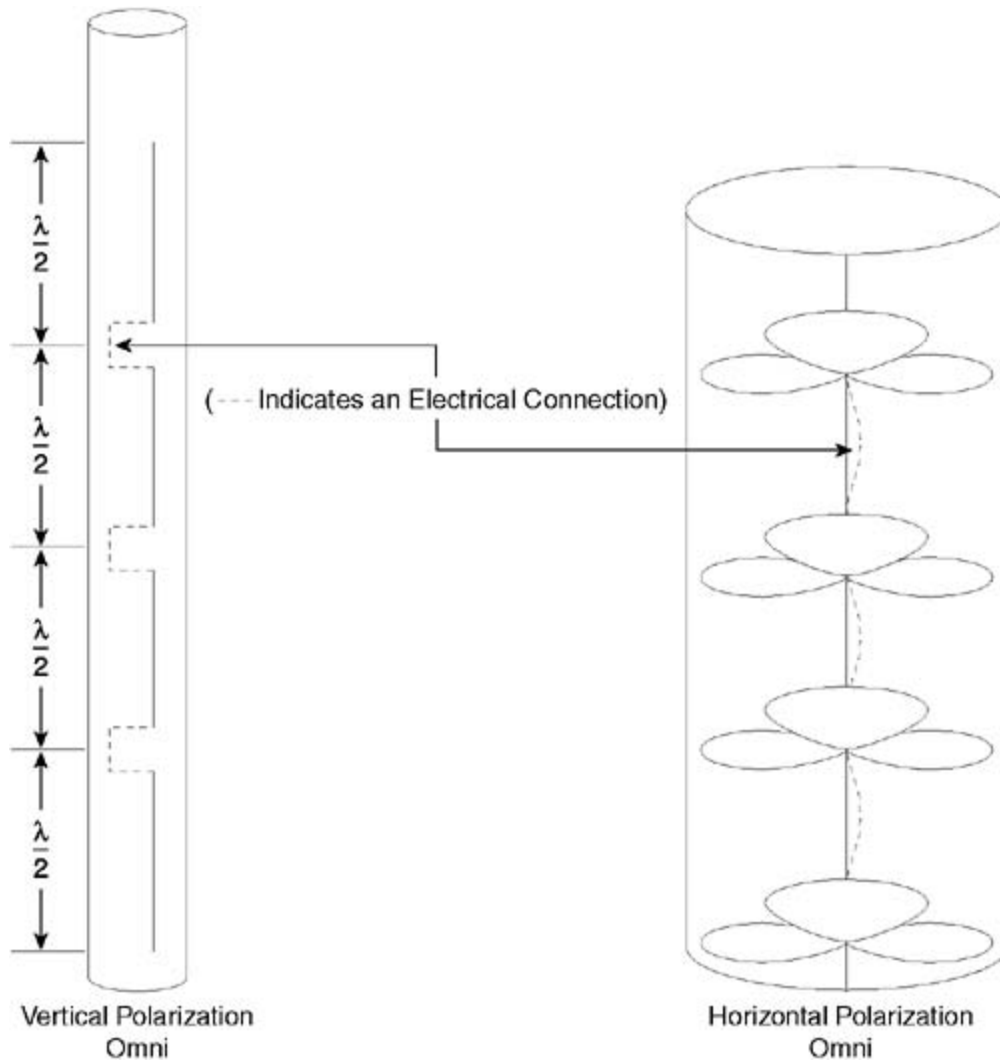 λ
2
λ
2
(--- Indicates an Electrical Connection)
λ
2
λ
2
Vertical Polarization
Omni
Horizontal Polarization
Omni